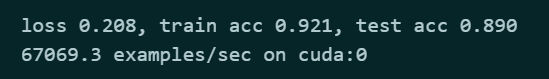 loss 0.208, train acc 0.921, test acc 0.890
67069.3 examples/sec on cuda:0